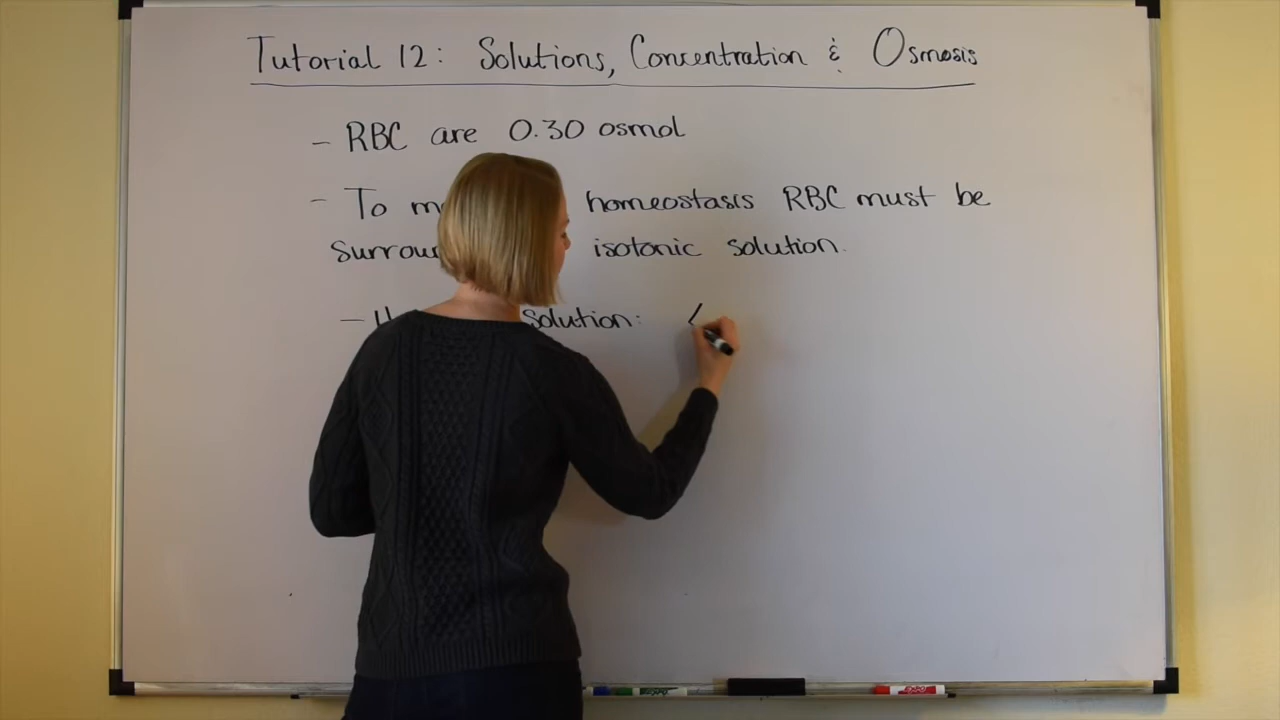 Tutorial 12: Solutions, Concentration & Osmosis
- RBC are 0.30 osmol
- To homeostasis RBC must be
isotonic solution.
- solution: <